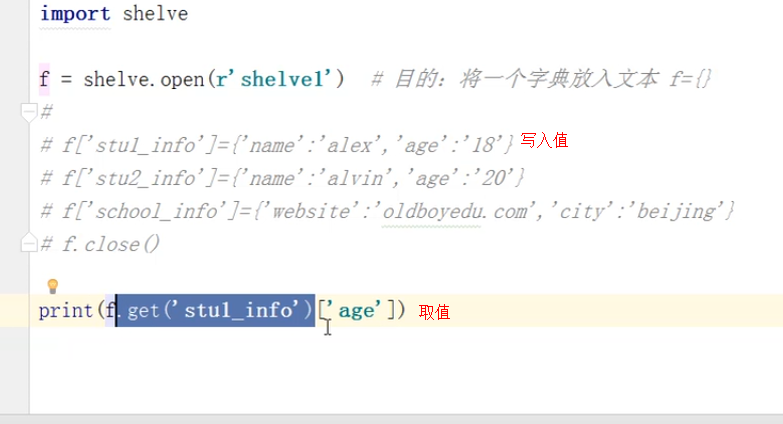 import shelve
f = shelve.open(r'shelve1')  # 目的：将一个字典放入文本 f={}
#
# f['stu1_info']={'name':'alex','age':'18'} 写入值
# f['stu2_info']={'name':'alvin','age':'20'}
# f['school_info']={'website':'oldboyedu.com','city':'beijing'}
# f.close()
print(f.get('stu1_info')['age']) 取值